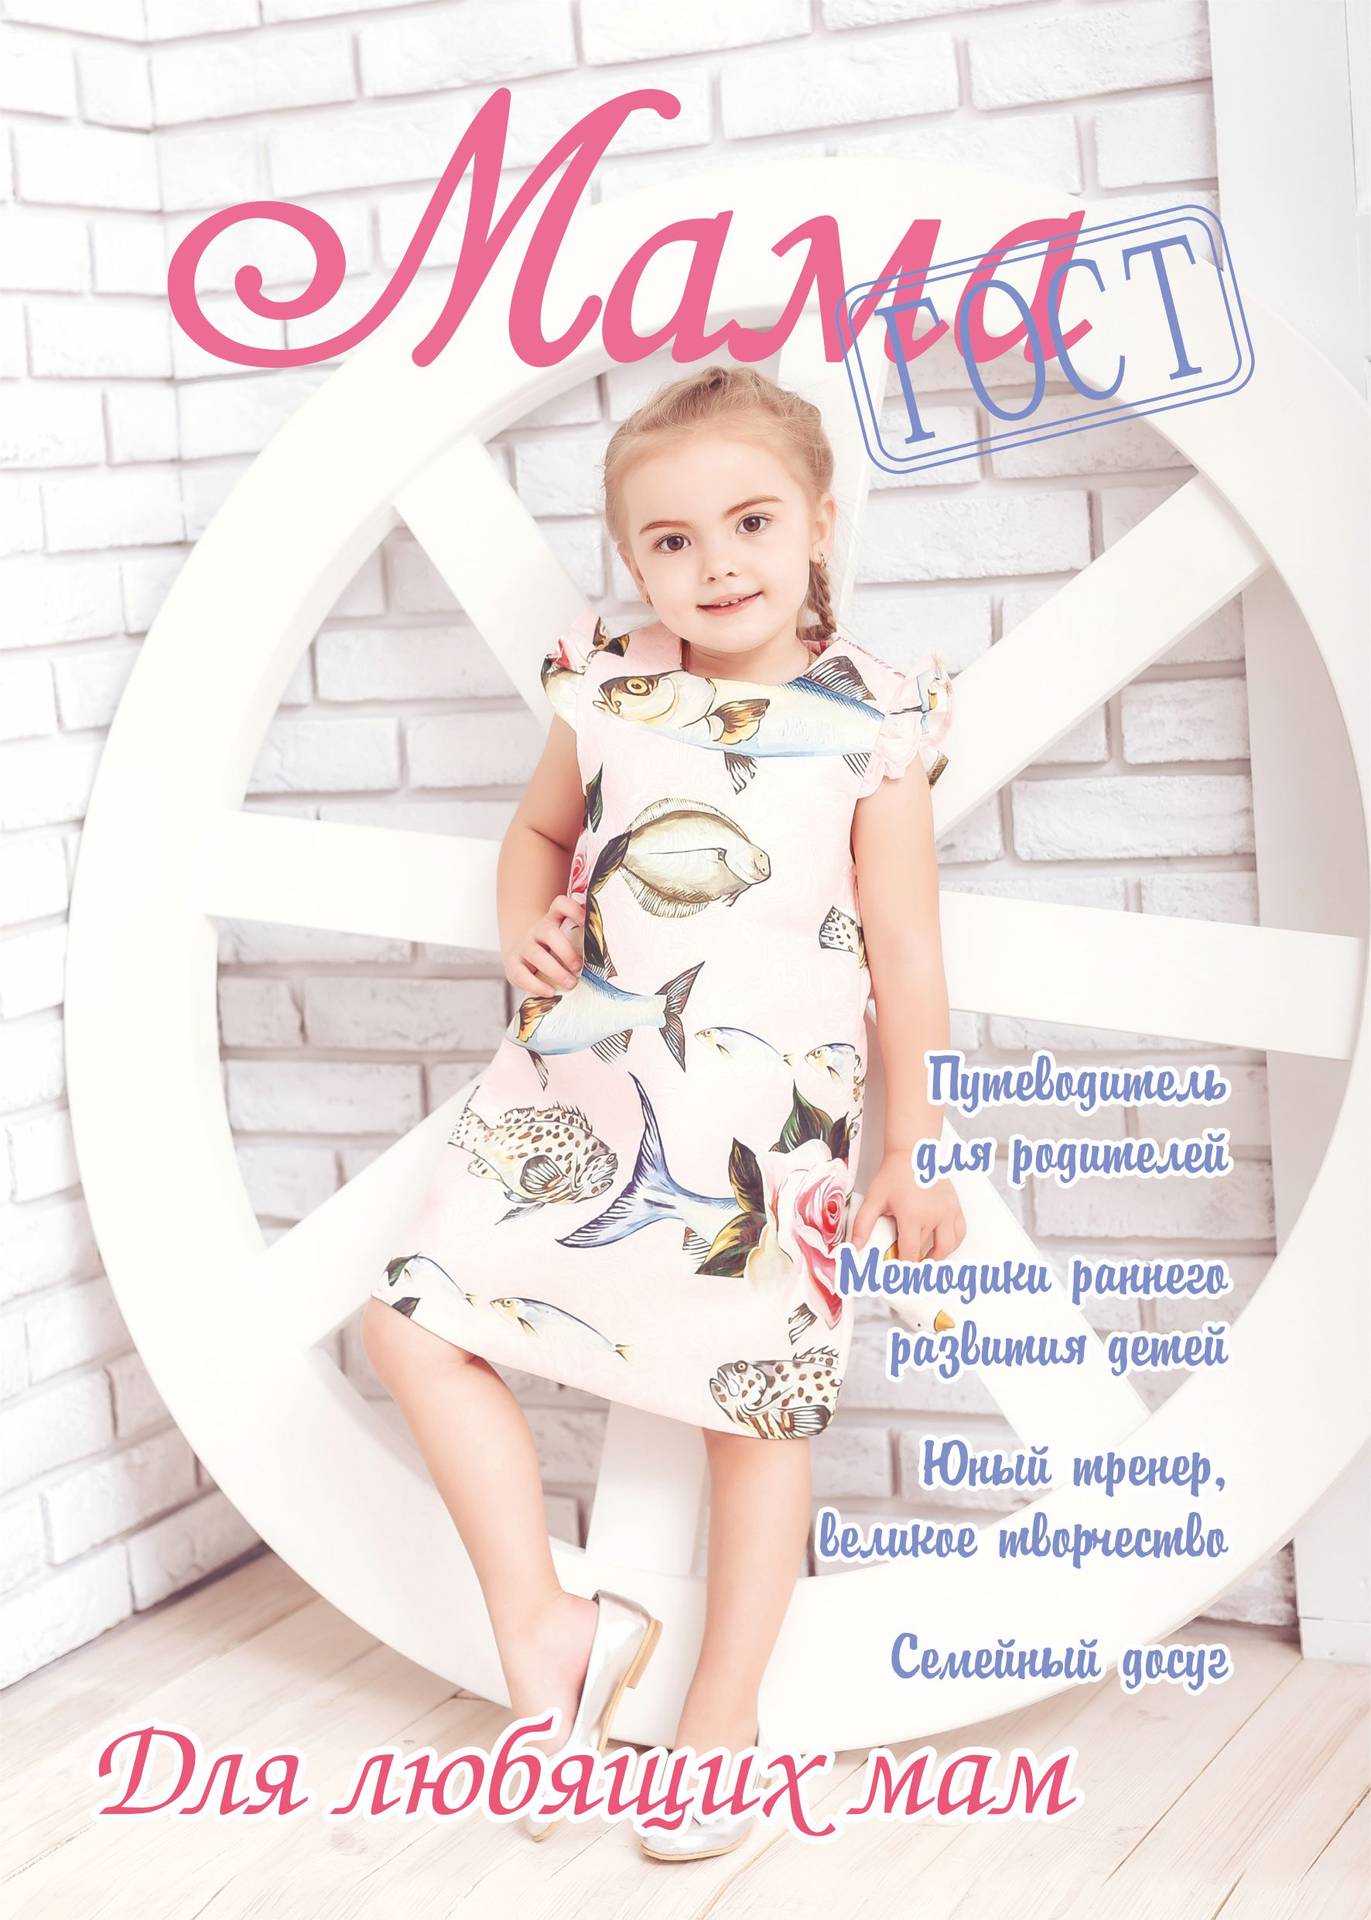 Мама
ГОСТ
Путеводитель
для родителей
Методики раннего
развития детей
Юный тренер,
великое творчество
Семейный досуг
Для любящих мам